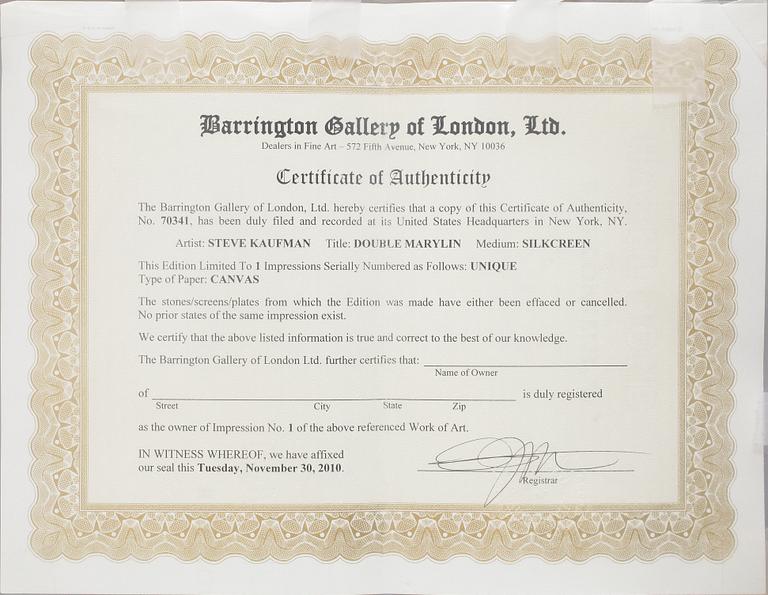 Barrington Gallery of London, Ltd.
Dealers in Fine Art – 572 Fifth Avenue, New York, NY 10036
Certificate of Authenticity
The Barrington Gallery of London, Ltd. hereby certifies that a copy of this Certificate of Authenticity,
No. 70341, has been duly filed and recorded at its United States Headquarters in New York, NY.
Artist: STEVE KAUFMAN Title: DOUBLE MARYLIN Medium: SILKCREEN
This Edition Limited To 1 Impressions Serially Numbered as Follows: UNIQUE
Type of Paper: CANVAS
The stones/screens/plates from which the Edition was made have either been effaced or cancelled.
No prior states of the same impression exist.
We certify that the above listed information is true and correct to the best of our knowledge.
The Barrington Gallery of London Ltd. further certifies that:
Name of Owner
of is duly registered
Street City State Zip
as the owner of Impression No. 1 of the above referenced Work of Art.
IN WITNESS WHEREOF, we have affixed
our seal this Tuesday, November 30, 2010.
Registrar